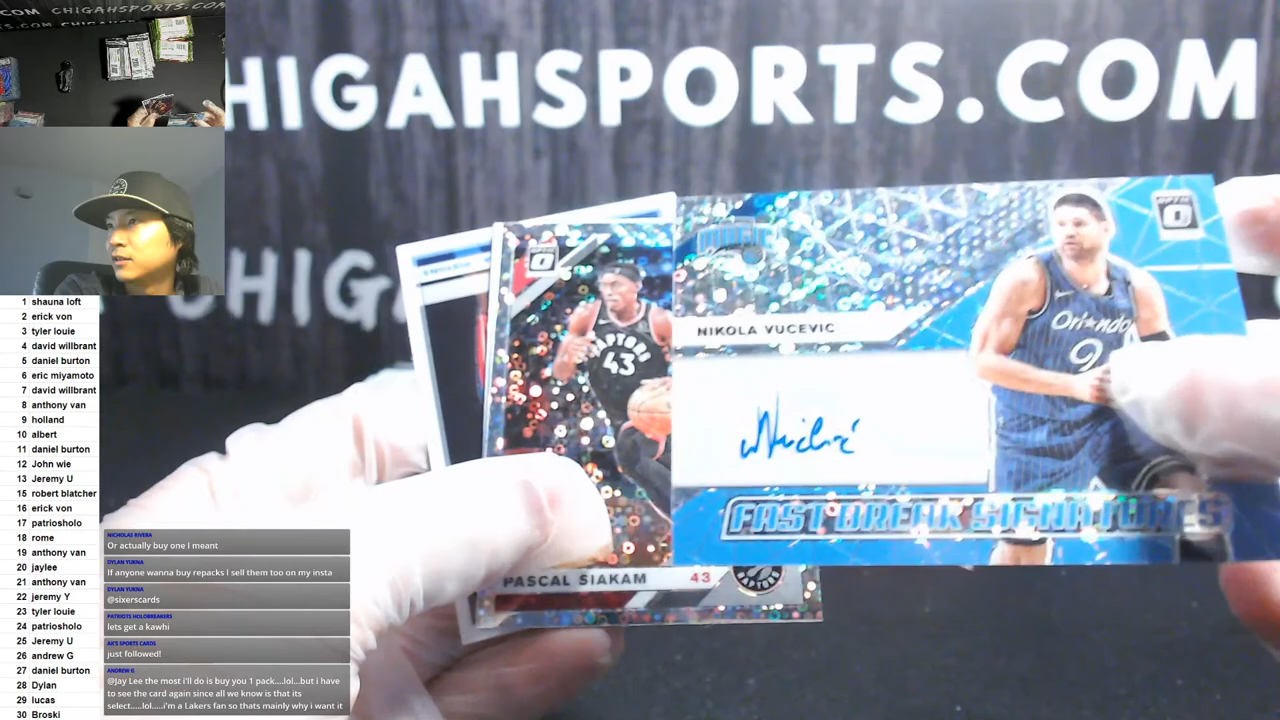 COM CHIGAHSPORTS.COM
HIGAHSPORTS.COM
CHIG
OPTIC
MAGIC
NIKOLA VUCEVIC
Orlando
9
FAST BREAK SIGNATURES
RAPTORS
43
PASCAL SIAKAM 43
1 shauna loft
2 erick von
3 tyler louie
4 david willbrant
5 daniel burton
6 eric miyamoto
7 david willbrant
8 anthony van
9 holland
10 albert
11 daniel burton
12 John wie
13 Jeremy U
15 robert blatcher
16 erick von
17 patriosholo
18 rome
19 anthony van
20 jaylee
21 anthony van
22 jeremy Y
23 tyler louie
24 patriosholo
25 Jeremy U
26 andrew G
27 daniel burton
28 Dylan
29 lucas
30 Broski
NICHOLAS RIVERA
Or actually buy one I meant
DYLAN YUKNA
If anyone wanna buy repacks I sell them too on my insta
DYLAN YUKNA
@sixerscards
PATRIOTS HOLOBREAKERS
lets get a kawhi
AK'S SPORTS CARDS
just followed!
ANDREW G
@Jay Lee the most i'll do is buy you 1 pack....lol...but i have
to see the card again since all we know is that its
select.....lol.....i'm a Lakers fan so thats mainly why i want it